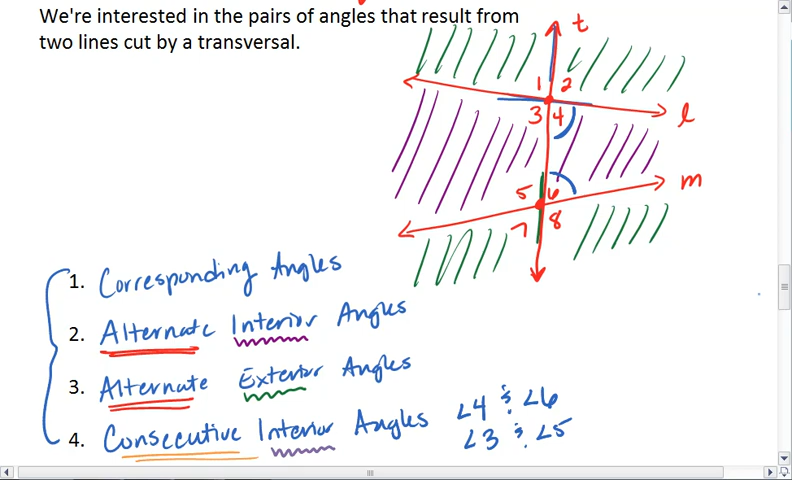 We're interested in the pairs of angles that result from
two lines cut by a transversal.
t
1 2
3 4
l
5 6
m
7 8
1. Corresponding Angles
2. Alternate Interior Angles
3. Alternate Exterior Angles
4. Consecutive Interior Angles
∠4 & ∠6
∠3 & ∠5